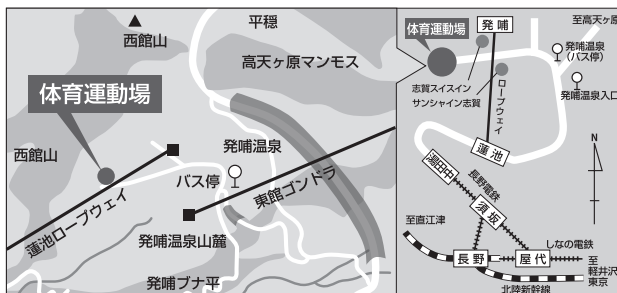 西館山
平穏
高天ヶ原マンモス
体育運動場
西館山
発哺温泉
バス停
東館ゴンドラ
蓮池ロープウェイ
発哺温泉山麓
発哺ブナ平
発哺
至高天ヶ原
体育運動場
発哺温泉
(バス停)
志賀スイスイン
サンシャイン志賀
ロープウェイ
発哺温泉入口
蓮池
N
湯田中
長野電鉄
須坂
至直江津
しなの電鉄
長野
屋代
至
軽井沢
東京
北陸新幹線